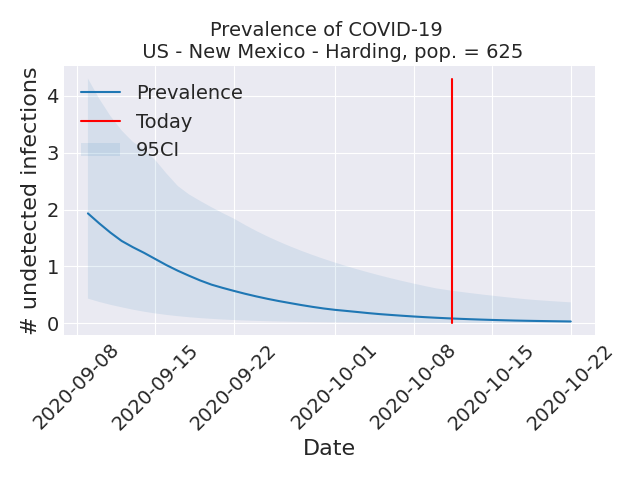 Prevalence of COVID-19
US - New Mexico - Harding, pop. = 625
# undetected infections
4
3
2
1
0
Prevalence
Today
95CI
2020-09-08
2020-09-15
2020-09-22
2020-10-01
2020-10-08
2020-10-15
2020-10-22
Date